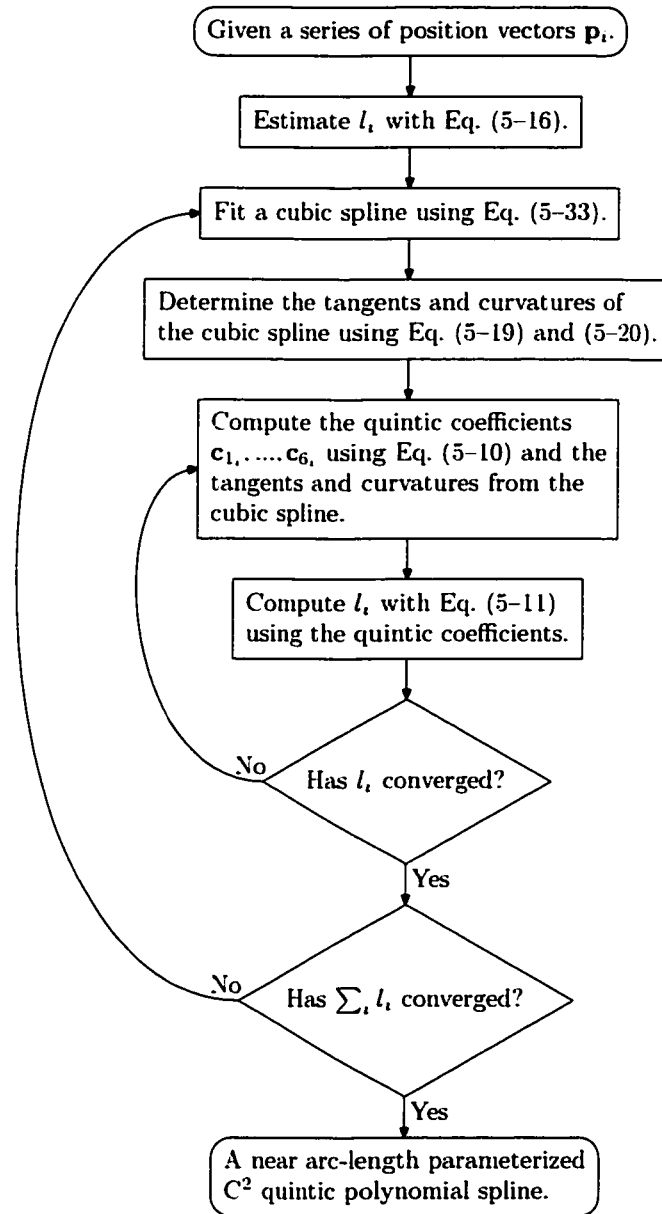 Given a series of position vectors pᵢ.
Estimate lᵢ with Eq. (5–16).
Fit a cubic spline using Eq. (5–33).
Determine the tangents and curvatures of
the cubic spline using Eq. (5–19) and (5–20).
Compute the quintic coefficients
c₁ᵢ, ..., c₆ᵢ using Eq. (5–10) and the
tangents and curvatures from the
cubic spline.
Compute lᵢ with Eq. (5–11)
using the quintic coefficients.
No
Has lᵢ converged?
Yes
No
Has ∑ᵢ lᵢ converged?
Yes
A near arc-length parameterized
C² quintic polynomial spline.